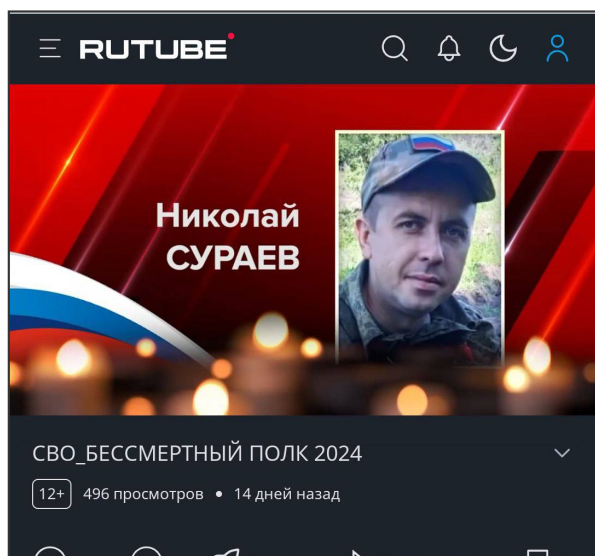 RUTUBE
Николай
СУРАЕВ
СВО_БЕССМЕРТНЫЙ ПОЛК 2024
12+ 496 просмотров • 14 дней назад